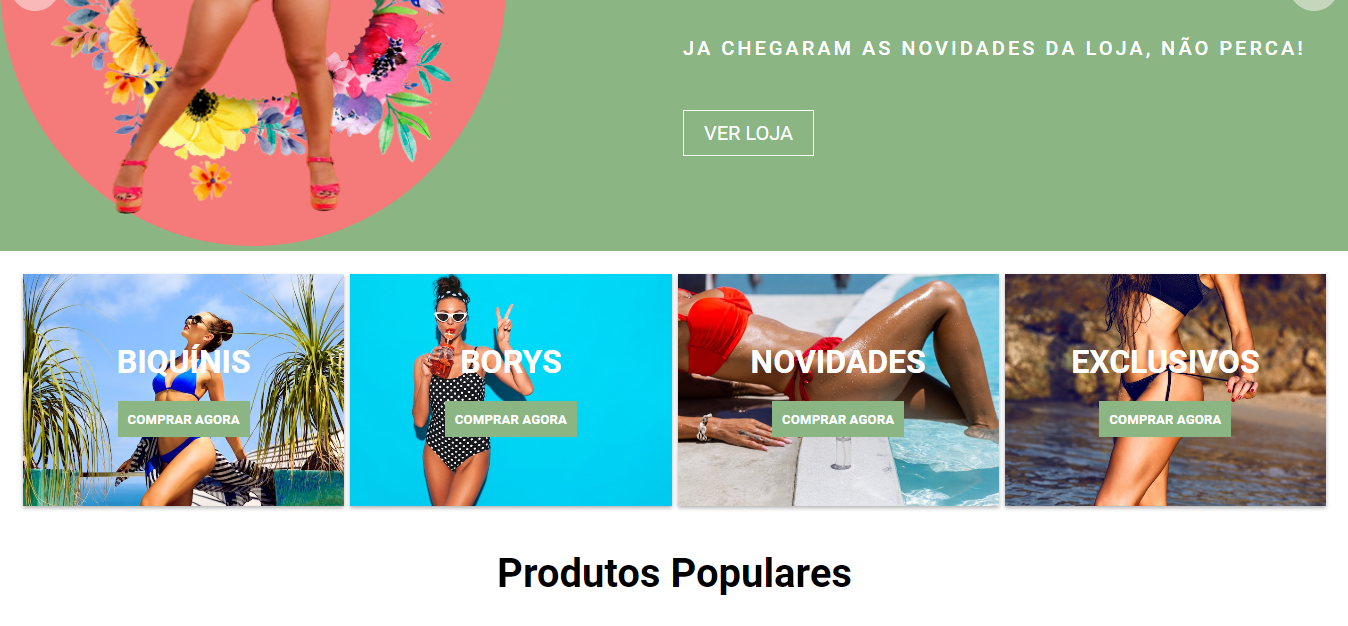 JA CHEGARAM AS NOVIDADES DA LOJA, NÃO PERCA!
VER LOJA
BIQUÍNIS
BORYS
NOVIDADES
EXCLUSIVOS
COMPRAR AGORA
COMPRAR AGORA
COMPRAR AGORA
COMPRAR AGORA
Produtos Populares